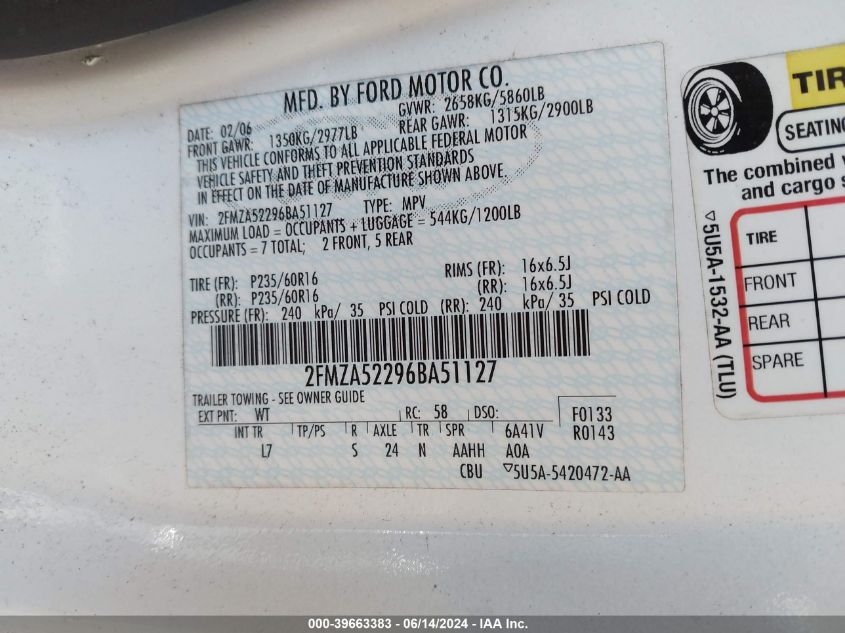 MFD. BY FORD MOTOR CO.
DATE: 02/06 GVWR: 2658KG/5860LB
FRONT GAWR: 1350KG/2977LB REAR GAWR: 1315KG/2900LB
THIS VEHICLE CONFORMS TO ALL APPLICABLE FEDERAL MOTOR
VEHICLE SAFETY AND THEFT PREVENTION STANDARDS
IN EFFECT ON THE DATE OF MANUFACTURE SHOWN ABOVE.
VIN: 2FMZA52296BA51127 TYPE: MPV
MAXIMUM LOAD = OCCUPANTS + LUGGAGE = 544KG/1200LB
OCCUPANTS = 7 TOTAL; 2 FRONT, 5 REAR
TIRE (FR): P235/60R16 RIMS (FR): 16x6.5J
(RR): P235/60R16 (RR): 16x6.5J
PRESSURE (FR): 240 kPa/ 35 PSI COLD (RR): 240 kPa/ 35 PSI COLD
2FMZA52296BA51127
TRAILER TOWING - SEE OWNER GUIDE
EXT PNT: WT RC: 58 DSO: F0133
INT TR TP/PS R AXLE TR SPR 6A41V R0143
L7 S 24 N AAHH AOA
CBU ▽5U5A-5420472-AA
TIR
SEATING
The combined
and cargo
TIRE
FRONT
REAR
SPARE
▽5U5A-1532-AA (TLU)
000-39663383 - 06/14/2024 - IAA Inc.